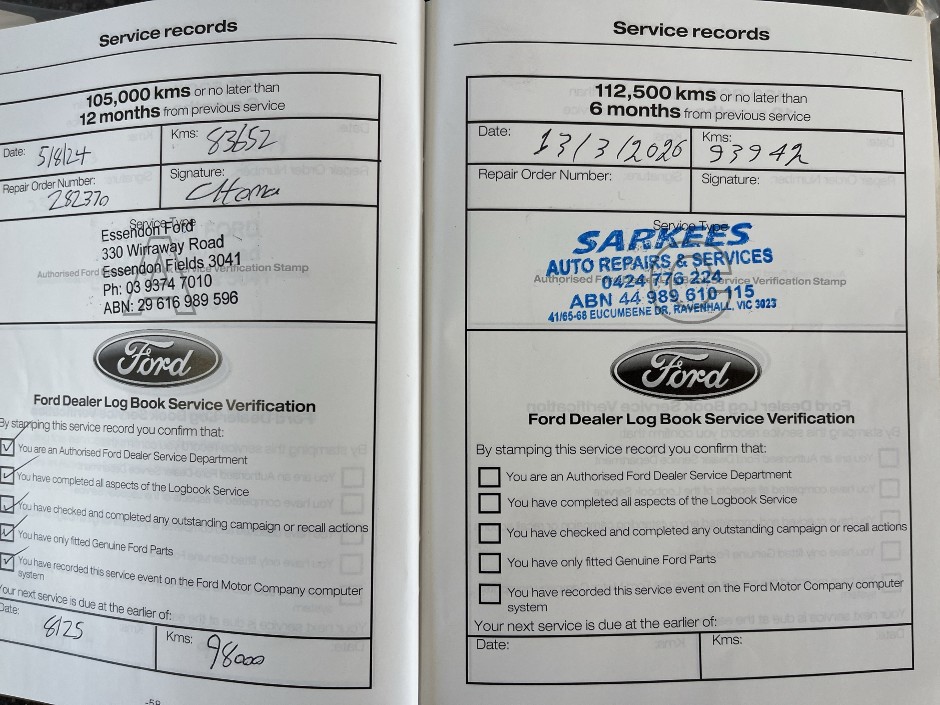 Service records
105,000 kms or no later than
12 months from previous service
Date: 5/8/24
Kms: 83652
Repair Order Number:
282370
Signature:
Service Type
Essendon Ford
330 Wirraway Road
Essendon Fields 3041
Authorised Ford Service Verification Stamp
Ph: 03 9374 7010
ABN: 29 616 989 596
Ford
Ford Dealer Log Book Service Verification
By stamping this service record you confirm that:
You are an Authorised Ford Dealer Service Department
You have completed all aspects of the Logbook Service
You have checked and completed any outstanding campaign or recall actions
You have only fitted Genuine Ford Parts
You have recorded this service event on the Ford Motor Company computer
system
Your next service is due at the earlier of:
Date:
8/25
Kms:
98000
Service records
112,500 kms or no later than
6 months from previous service
Date: 13/3/2026
Kms: 93942
Repair Order Number:
Signature:
Service Type
SARKEES
AUTO REPAIRS & SERVICES
Authorised Ford Service Verification Stamp
0424 776 224
ABN 44 989 610 115
41/65-68 EUCUMBENE DR, RAVENHALL, VIC 3023
Ford
Ford Dealer Log Book Service Verification
By stamping this service record you confirm that:
You are an Authorised Ford Dealer Service Department
You have completed all aspects of the Logbook Service
You have checked and completed any outstanding campaign or recall actions
You have only fitted Genuine Ford Parts
You have recorded this service event on the Ford Motor Company computer
system
Your next service is due at the earlier of:
Date:
Kms: